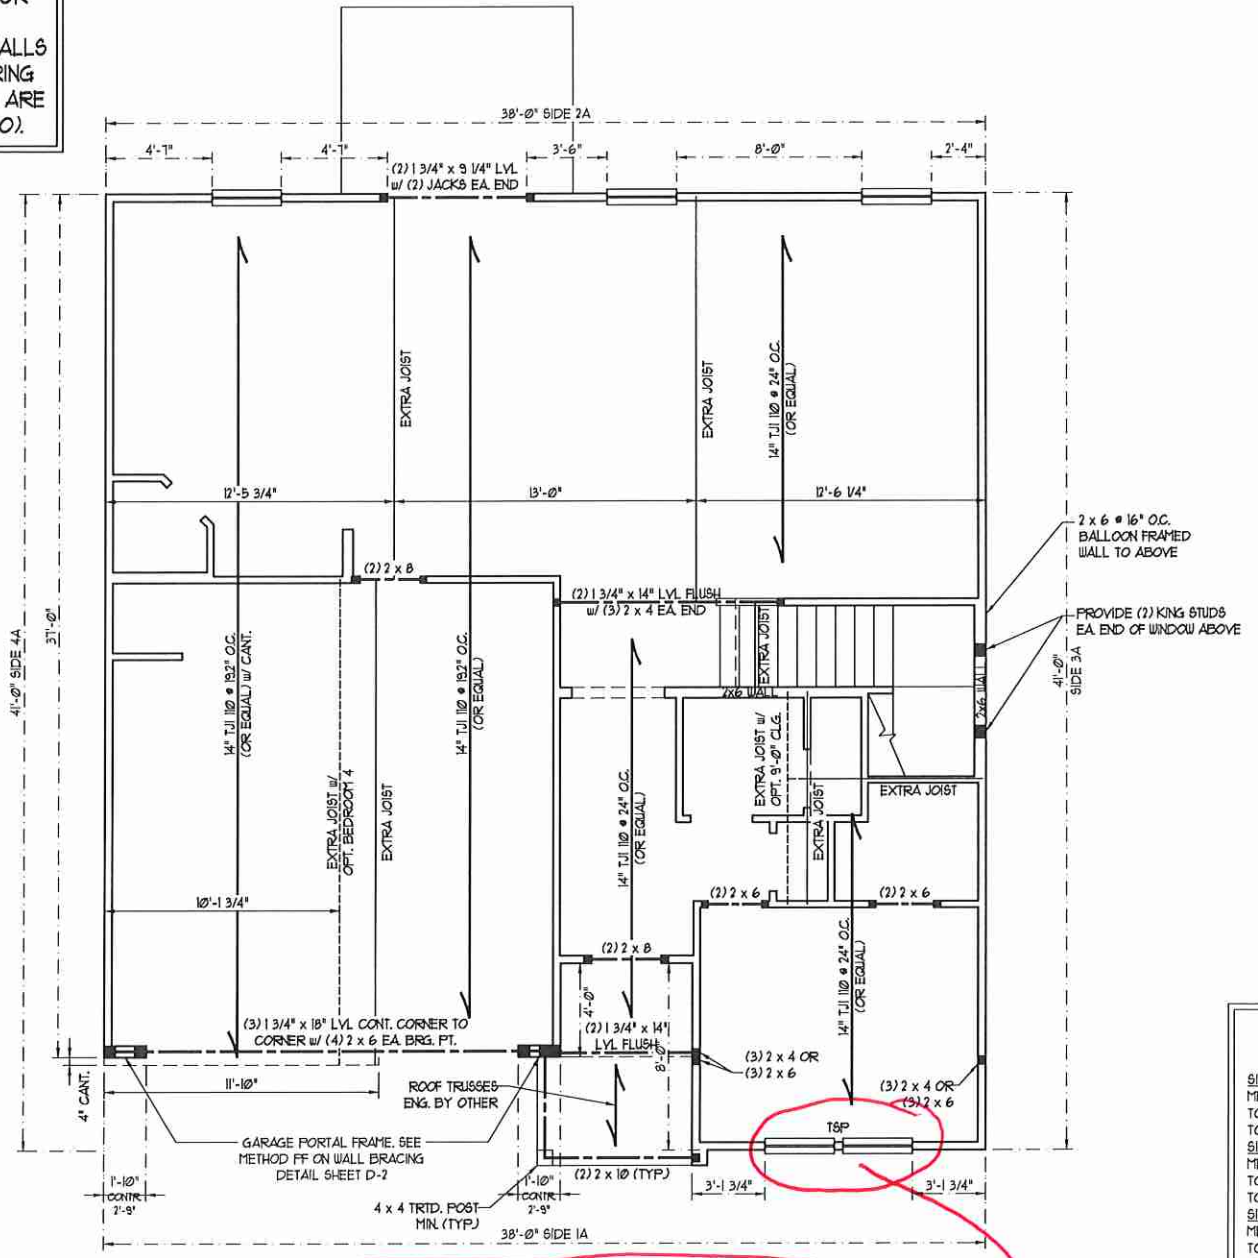 OR
ALLS
RING
ARE
O).
38'-0" SIDE 2A
4'-7"
4'-7"
3'-6"
8'-0"
2'-4"
(2) 1 3/4" x 9 1/4" LVL
w/ (2) JACKS EA. END
EXTRA JOIST
EXTRA JOIST
14" TJI 110 @ 24" O.C.
(OR EQUAL)
12'-5 3/4"
13'-0"
12'-6 1/4"
2 x 6 @ 16" O.C.
BALLOON FRAMED
WALL TO ABOVE
(2) 2 x 8
(2) 1 3/4" x 14" LVL FLUSH
w/ (3) 2 x 4 EA. END
EXTRA JOIST
PROVIDE (2) KING STUDS
EA. END OF WINDOW ABOVE
41'-0" SIDE 4A
37'-0"
41'-0"
SIDE 3A
14" TJI 110 @ 19.2" O.C.
(OR EQUAL) w/ CANT.
14" TJI 110 @ 19.2" O.C.
(OR EQUAL)
2x6 WALL
2x6 WALL
EXTRA JOIST w/
OPT. 9'-0" CLG.
EXTRA JOIST
EXTRA JOIST
14" TJI 110 @ 24" O.C.
(OR EQUAL)
EXTRA JOIST w/
OPT. BEDROOM 4
EXTRA JOIST
10'-1 3/4"
(2) 2 x 6
(2) 2 x 6
(2) 2 x 8
14" TJI 110 @ 24" O.C.
(OR EQUAL)
4'-0"
(3) 1 3/4" x 18" LVL CONT. CORNER TO
CORNER w/ (4) 2 x 6 EA. BRG. PT.
(2) 1 3/4" x 14"
LVL FLUSH
8'-0"
(3) 2 x 4 OR
(3) 2 x 6
(3) 2 x 4 OR
(3) 2 x 6
4" CANT.
11'-10"
ROOF TRUSSES
ENG. BY OTHER
TSP
GARAGE PORTAL FRAME. SEE
METHOD PF ON WALL BRACING
DETAIL SHEET D-2
(2) 2 x 10 (TYP.)
1'-10"
CONTR
2'-9"
1'-10"
CONTR
2'-9"
4 x 4 TRTD. POST
MIN. (TYP.)
3'-1 3/4"
3'-1 3/4"
38'-0" SIDE 1A
SI
ME
TO
TO
SI
ME
TO
TO
SI
ME
TO